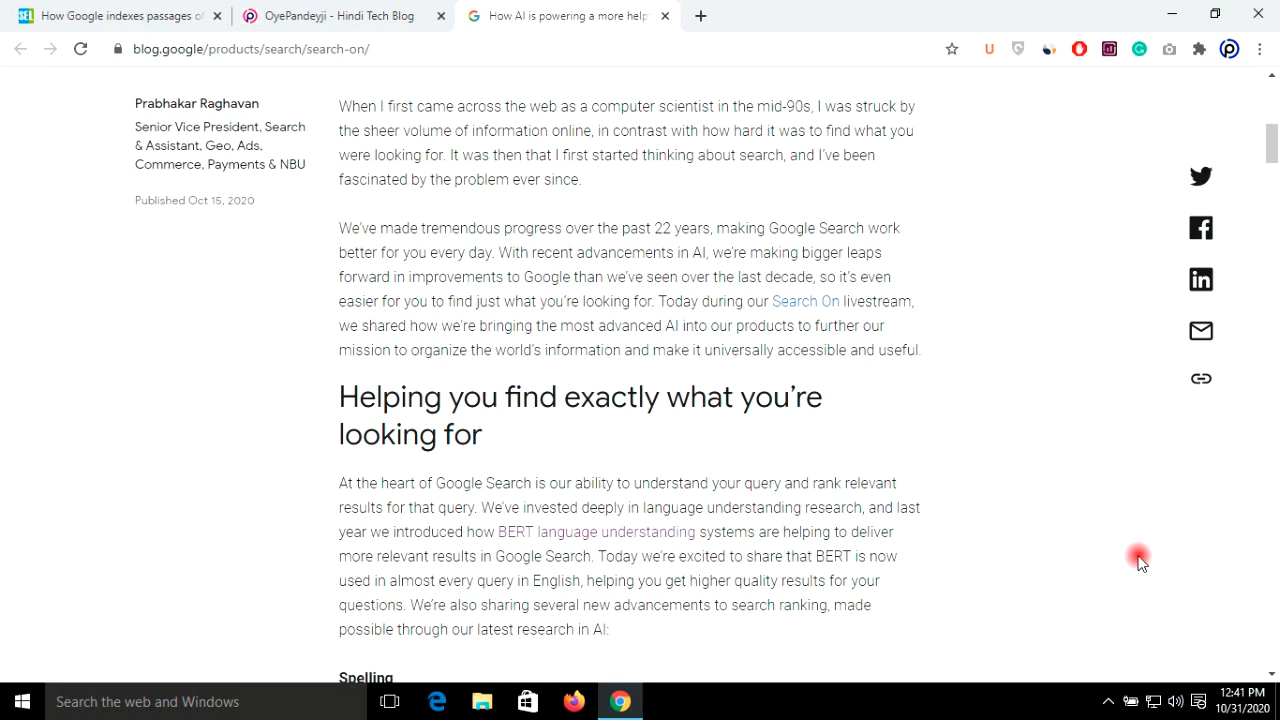 How Google indexes passages of
OyePandeyji - Hindi Tech Blog
How AI is powering a more help
blog.google/products/search/search-on/
Prabhakar Raghavan
Senior Vice President, Search
& Assistant, Geo, Ads,
Commerce, Payments & NBU
Published Oct 15, 2020
When I first came across the web as a computer scientist in the mid-90s, I was struck by
the sheer volume of information online, in contrast with how hard it was to find what you
were looking for. It was then that I first started thinking about search, and I've been
fascinated by the problem ever since.
We've made tremendous progress over the past 22 years, making Google Search work
better for you every day. With recent advancements in AI, we're making bigger leaps
forward in improvements to Google than we've seen over the last decade, so it's even
easier for you to find just what you're looking for. Today during our Search On livestream,
we shared how we're bringing the most advanced AI into our products to further our
mission to organize the world's information and make it universally accessible and useful.
Helping you find exactly what you're
looking for
At the heart of Google Search is our ability to understand your query and rank relevant
results for that query. We've invested deeply in language understanding research, and last
year we introduced how BERT language understanding systems are helping to deliver
more relevant results in Google Search. Today we're excited to share that BERT is now
used in almost every query in English, helping you get higher quality results for your
questions. We're also sharing several new advancements to search ranking, made
possible through our latest research in AI:
Spelling
Search the web and Windows
12:41 PM
10/31/2020